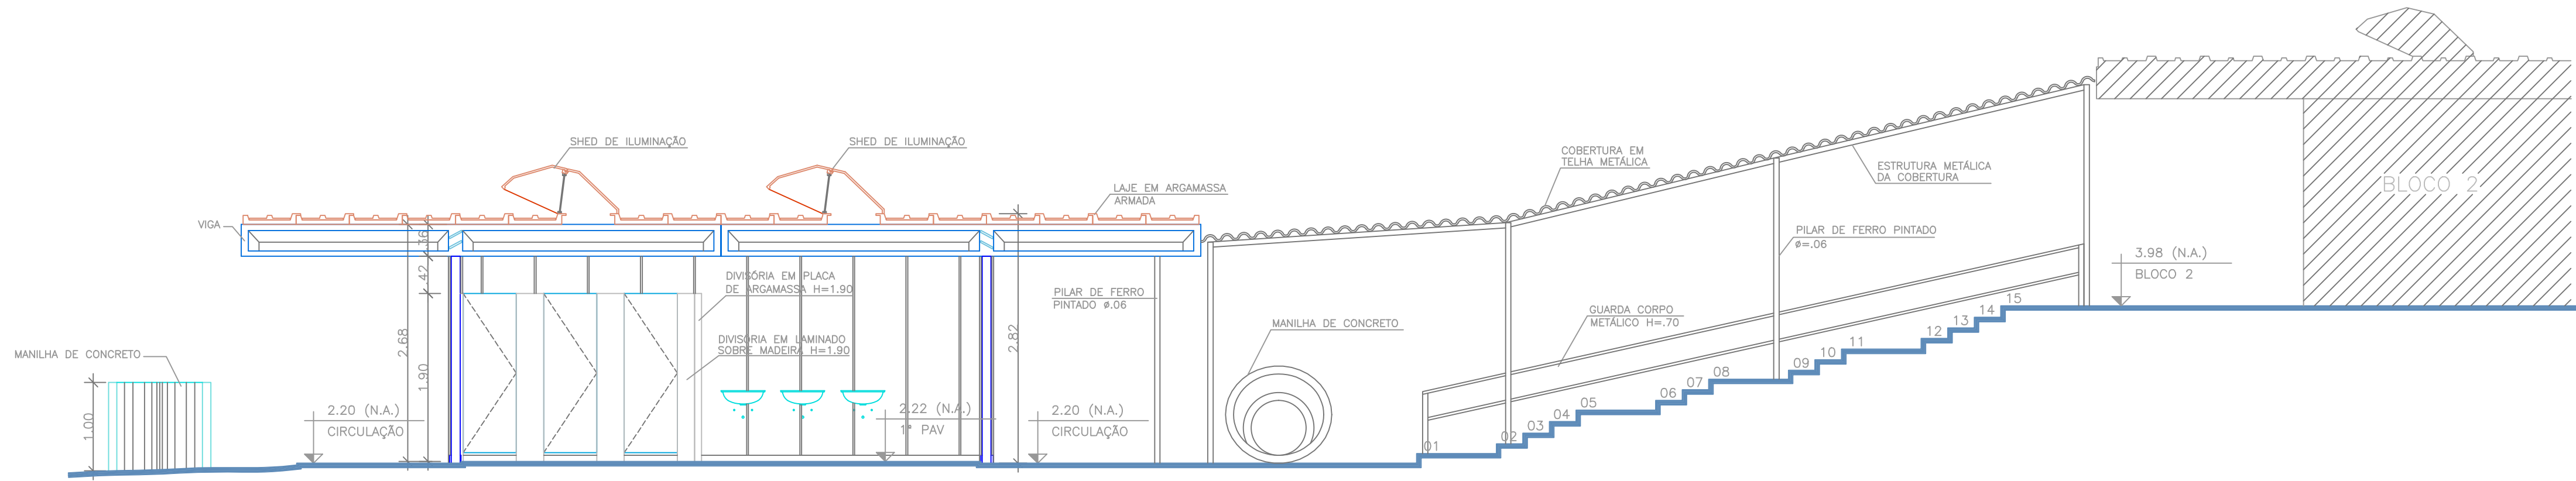 MANILHA DE CONCRETO
1.00
VIGA
SHED DE ILUMINAÇÃO
SHED DE ILUMINAÇÃO
LAJE EM ARGAMASSA
ARMADA
2.68
.36
.42
1.90
DIVISÓRIA EM PLACA
DE ARGAMASSA H=1.90
DIVISÓRIA EM LAMINADO
SOBRE MADEIRA H=1.90
2.20 (N.A.)
CIRCULAÇÃO
2.22 (N.A.)
1° PAV
2.82
2.20 (N.A.)
CIRCULAÇÃO
PILAR DE FERRO
PINTADO ø.06
MANILHA DE CONCRETO
COBERTURA EM
TELHA METÁLICA
ESTRUTURA METÁLICA
DA COBERTURA
PILAR DE FERRO PINTADO
ø=.06
GUARDA CORPO
METÁLICO H=.70
01
02
03
04
05
06
07
08
09
10
11
12
13
14
15
3.98 (N.A.)
BLOCO 2
BLOCO 2